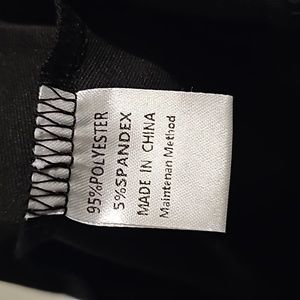 95%POLYESTER
5%SPANDEX
MADE IN CHINA
Maintenan Method